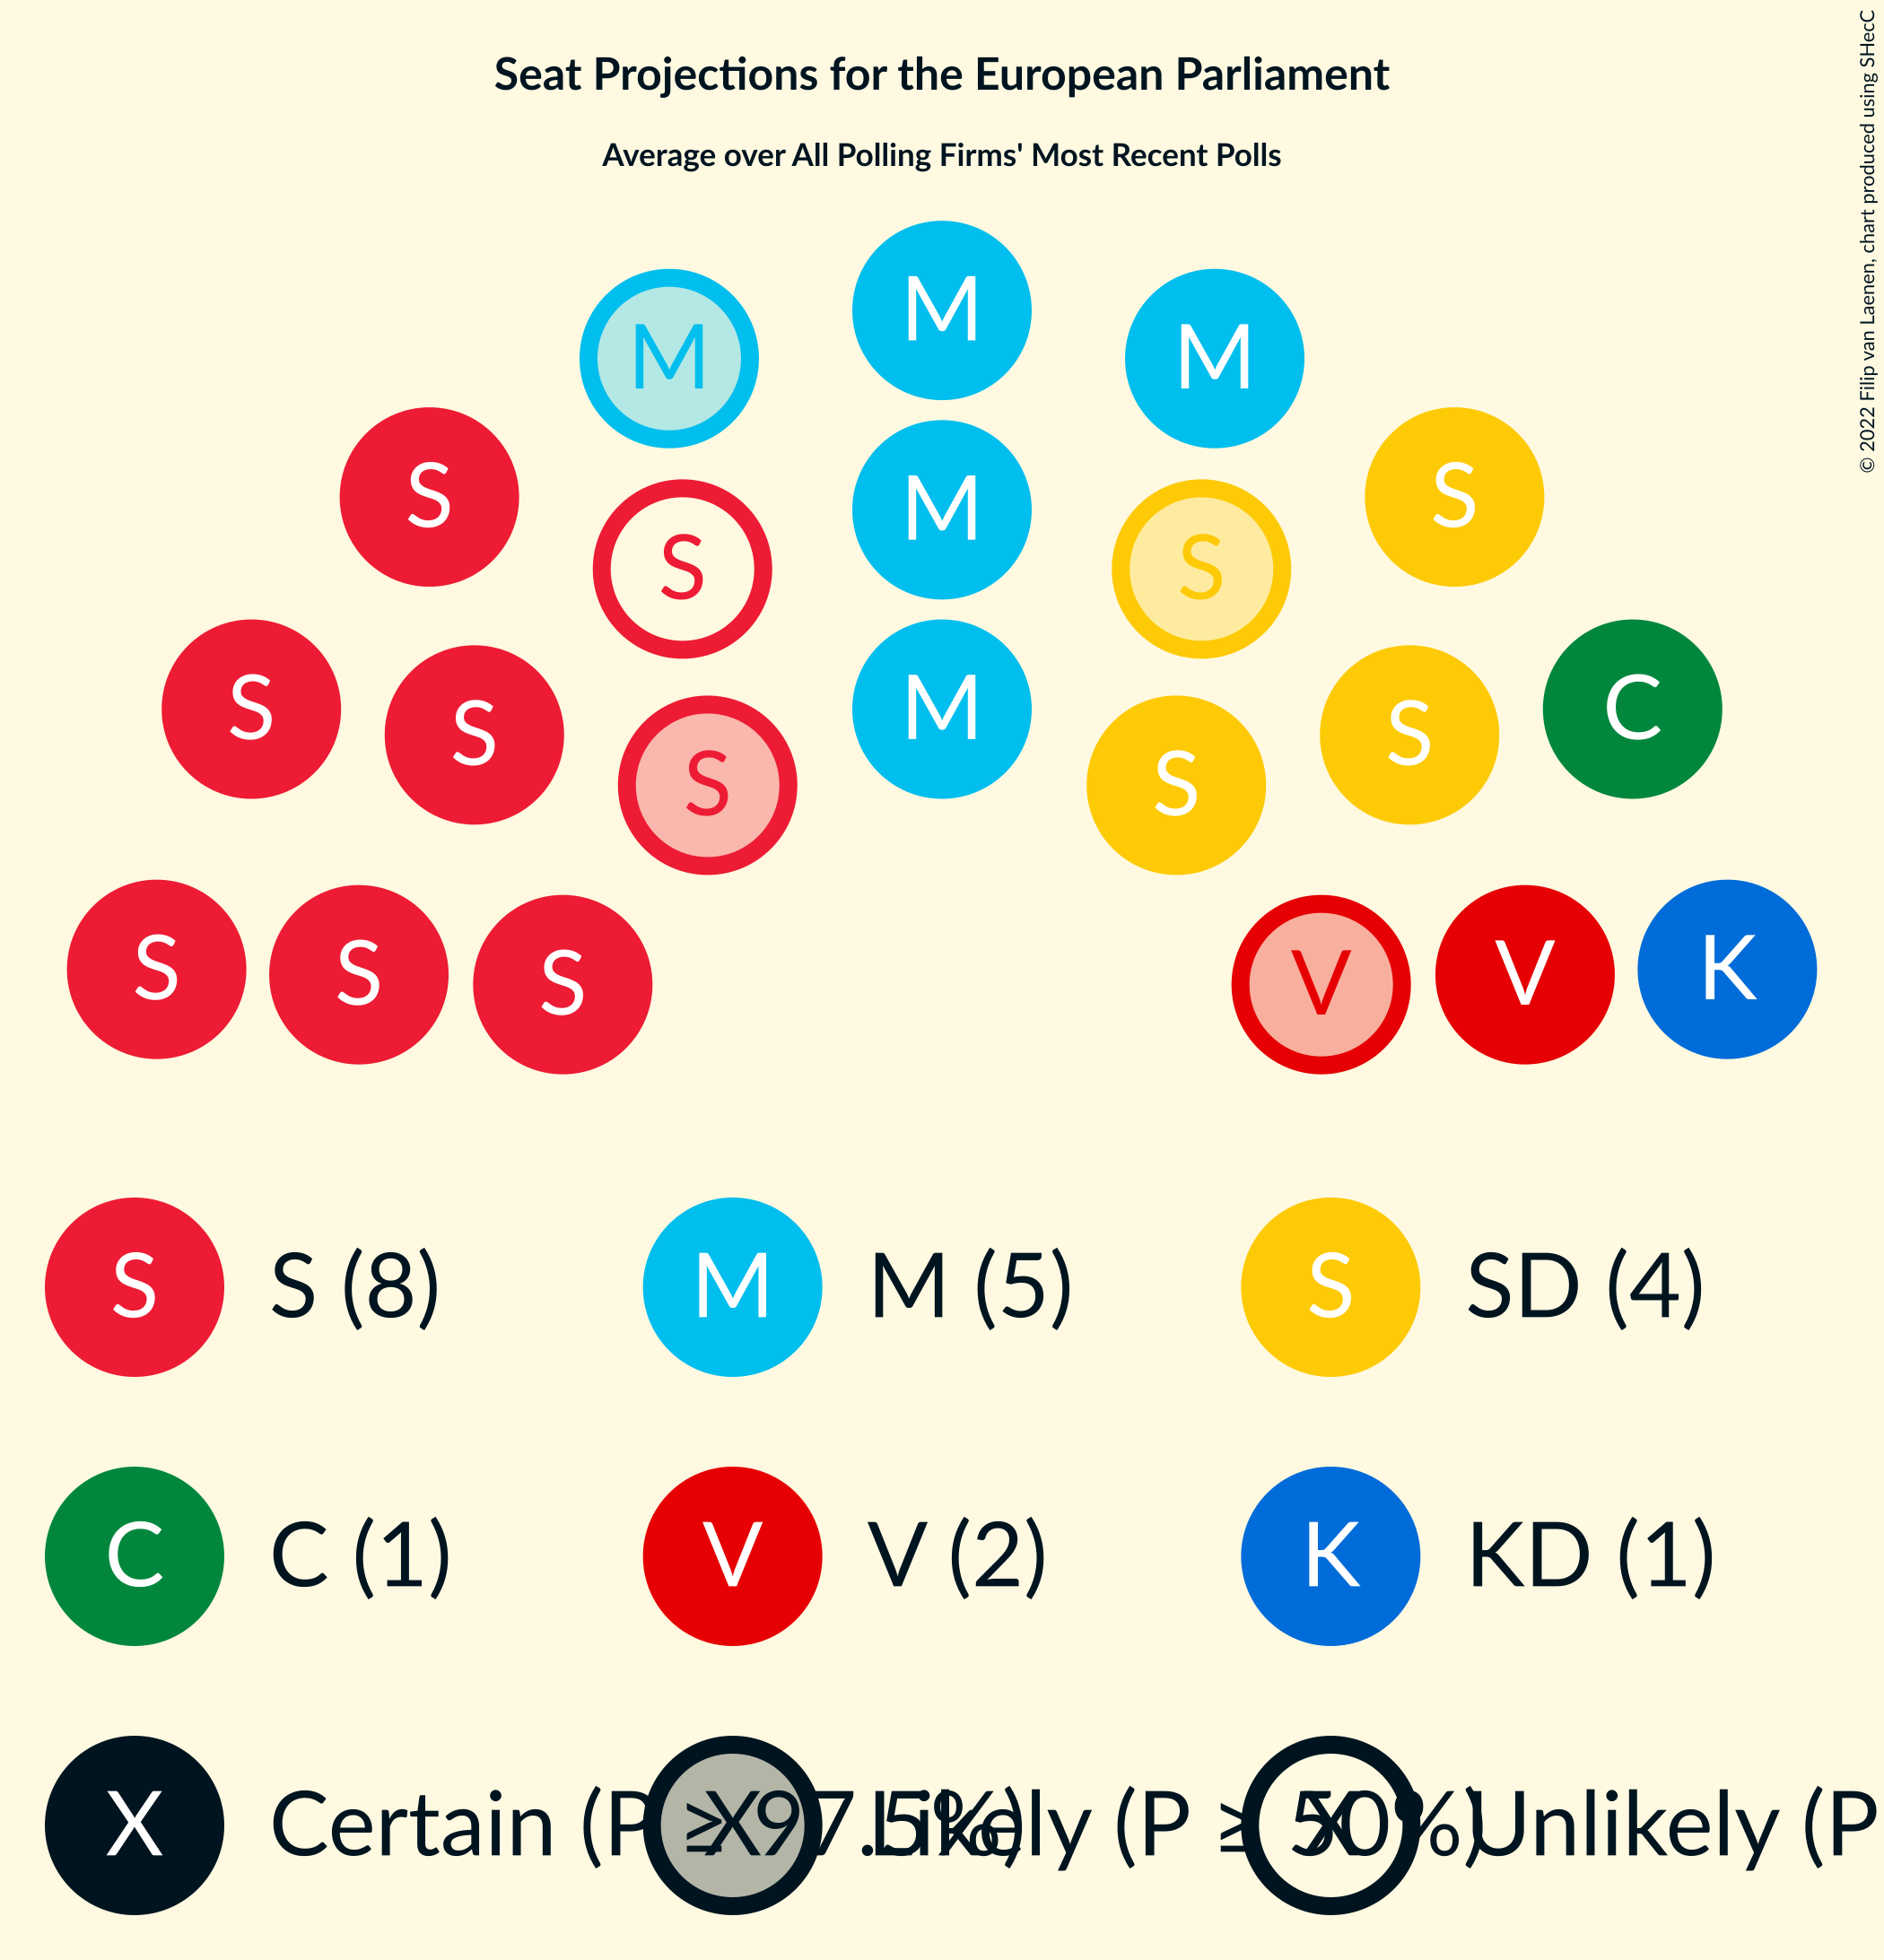 Seat Projections for the European Parliament
Average over All Polling Firms' Most Recent Polls
© 2022 Filip van Laenen, chart produced using SHecC
M
M M
S S
M
S S
S C
S S
M
S S
S K
S V
S V
S S (8) M M (5) S SD (4)
C C (1) V V (2) K KD (1)
X Certain (P ≥ 97.5%) X Likely (P ≥ 50%) X Unlikely (P